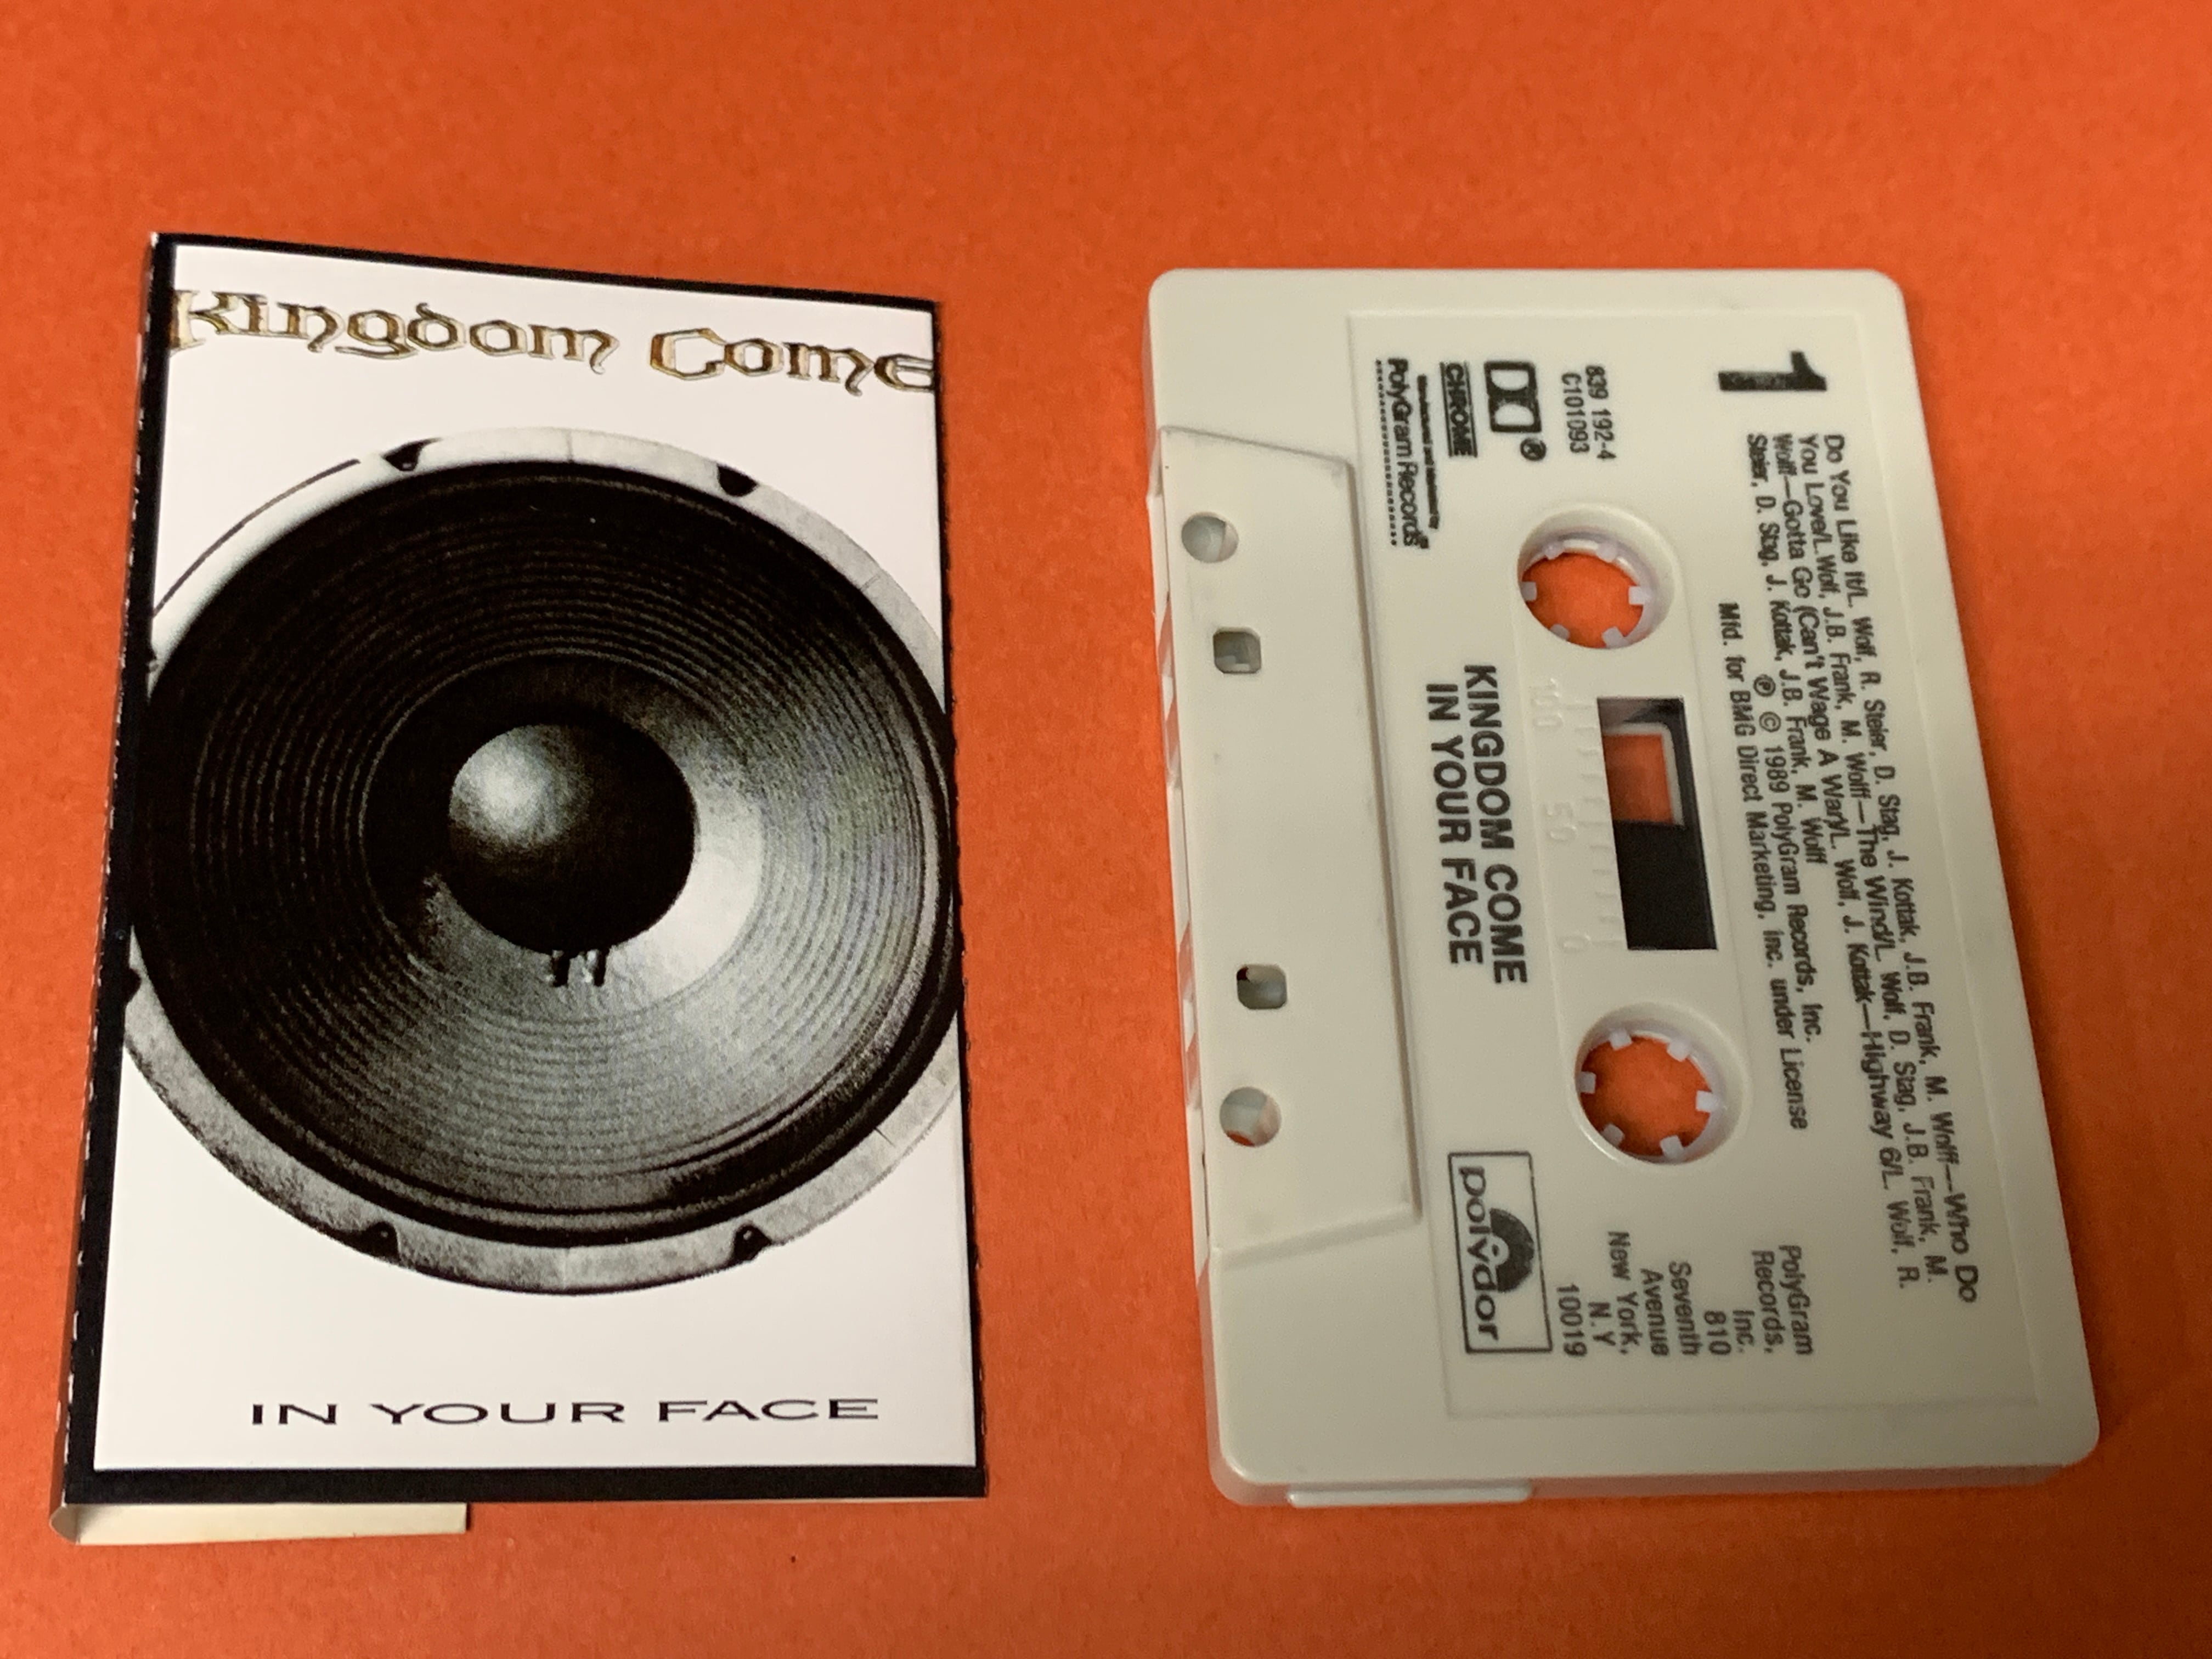 Kingdom Come
IN YOUR FACE
1
Do You Like It/L. Wolf, R. Steier, D. Stag, J. Kottak, J.B. Frank, M. Wolff—Who Do
You Love/L. Wolf, J.B. Frank, M. Wolff—The Wind/L. Wolf, D. Stag, J.B. Frank, M.
Wolff—Gotta Go (Can't Wage A War)/L. Wolf, J. Kottak—Highway 6/L. Wolf, R.
Steier, D. Stag, J. Kottak, J.B. Frank, M. Wolff
℗ © 1989 PolyGram Records, Inc.
Mfd. for BMG Direct Marketing, Inc. under License
839 192-4
C101093
®
CHROME
Manufactured and Marketed by
PolyGram Records®
100 50 0
KINGDOM COME
IN YOUR FACE
PolyGram
Records,
Inc.
810
Seventh
Avenue
New York,
N.Y
10019
polydor